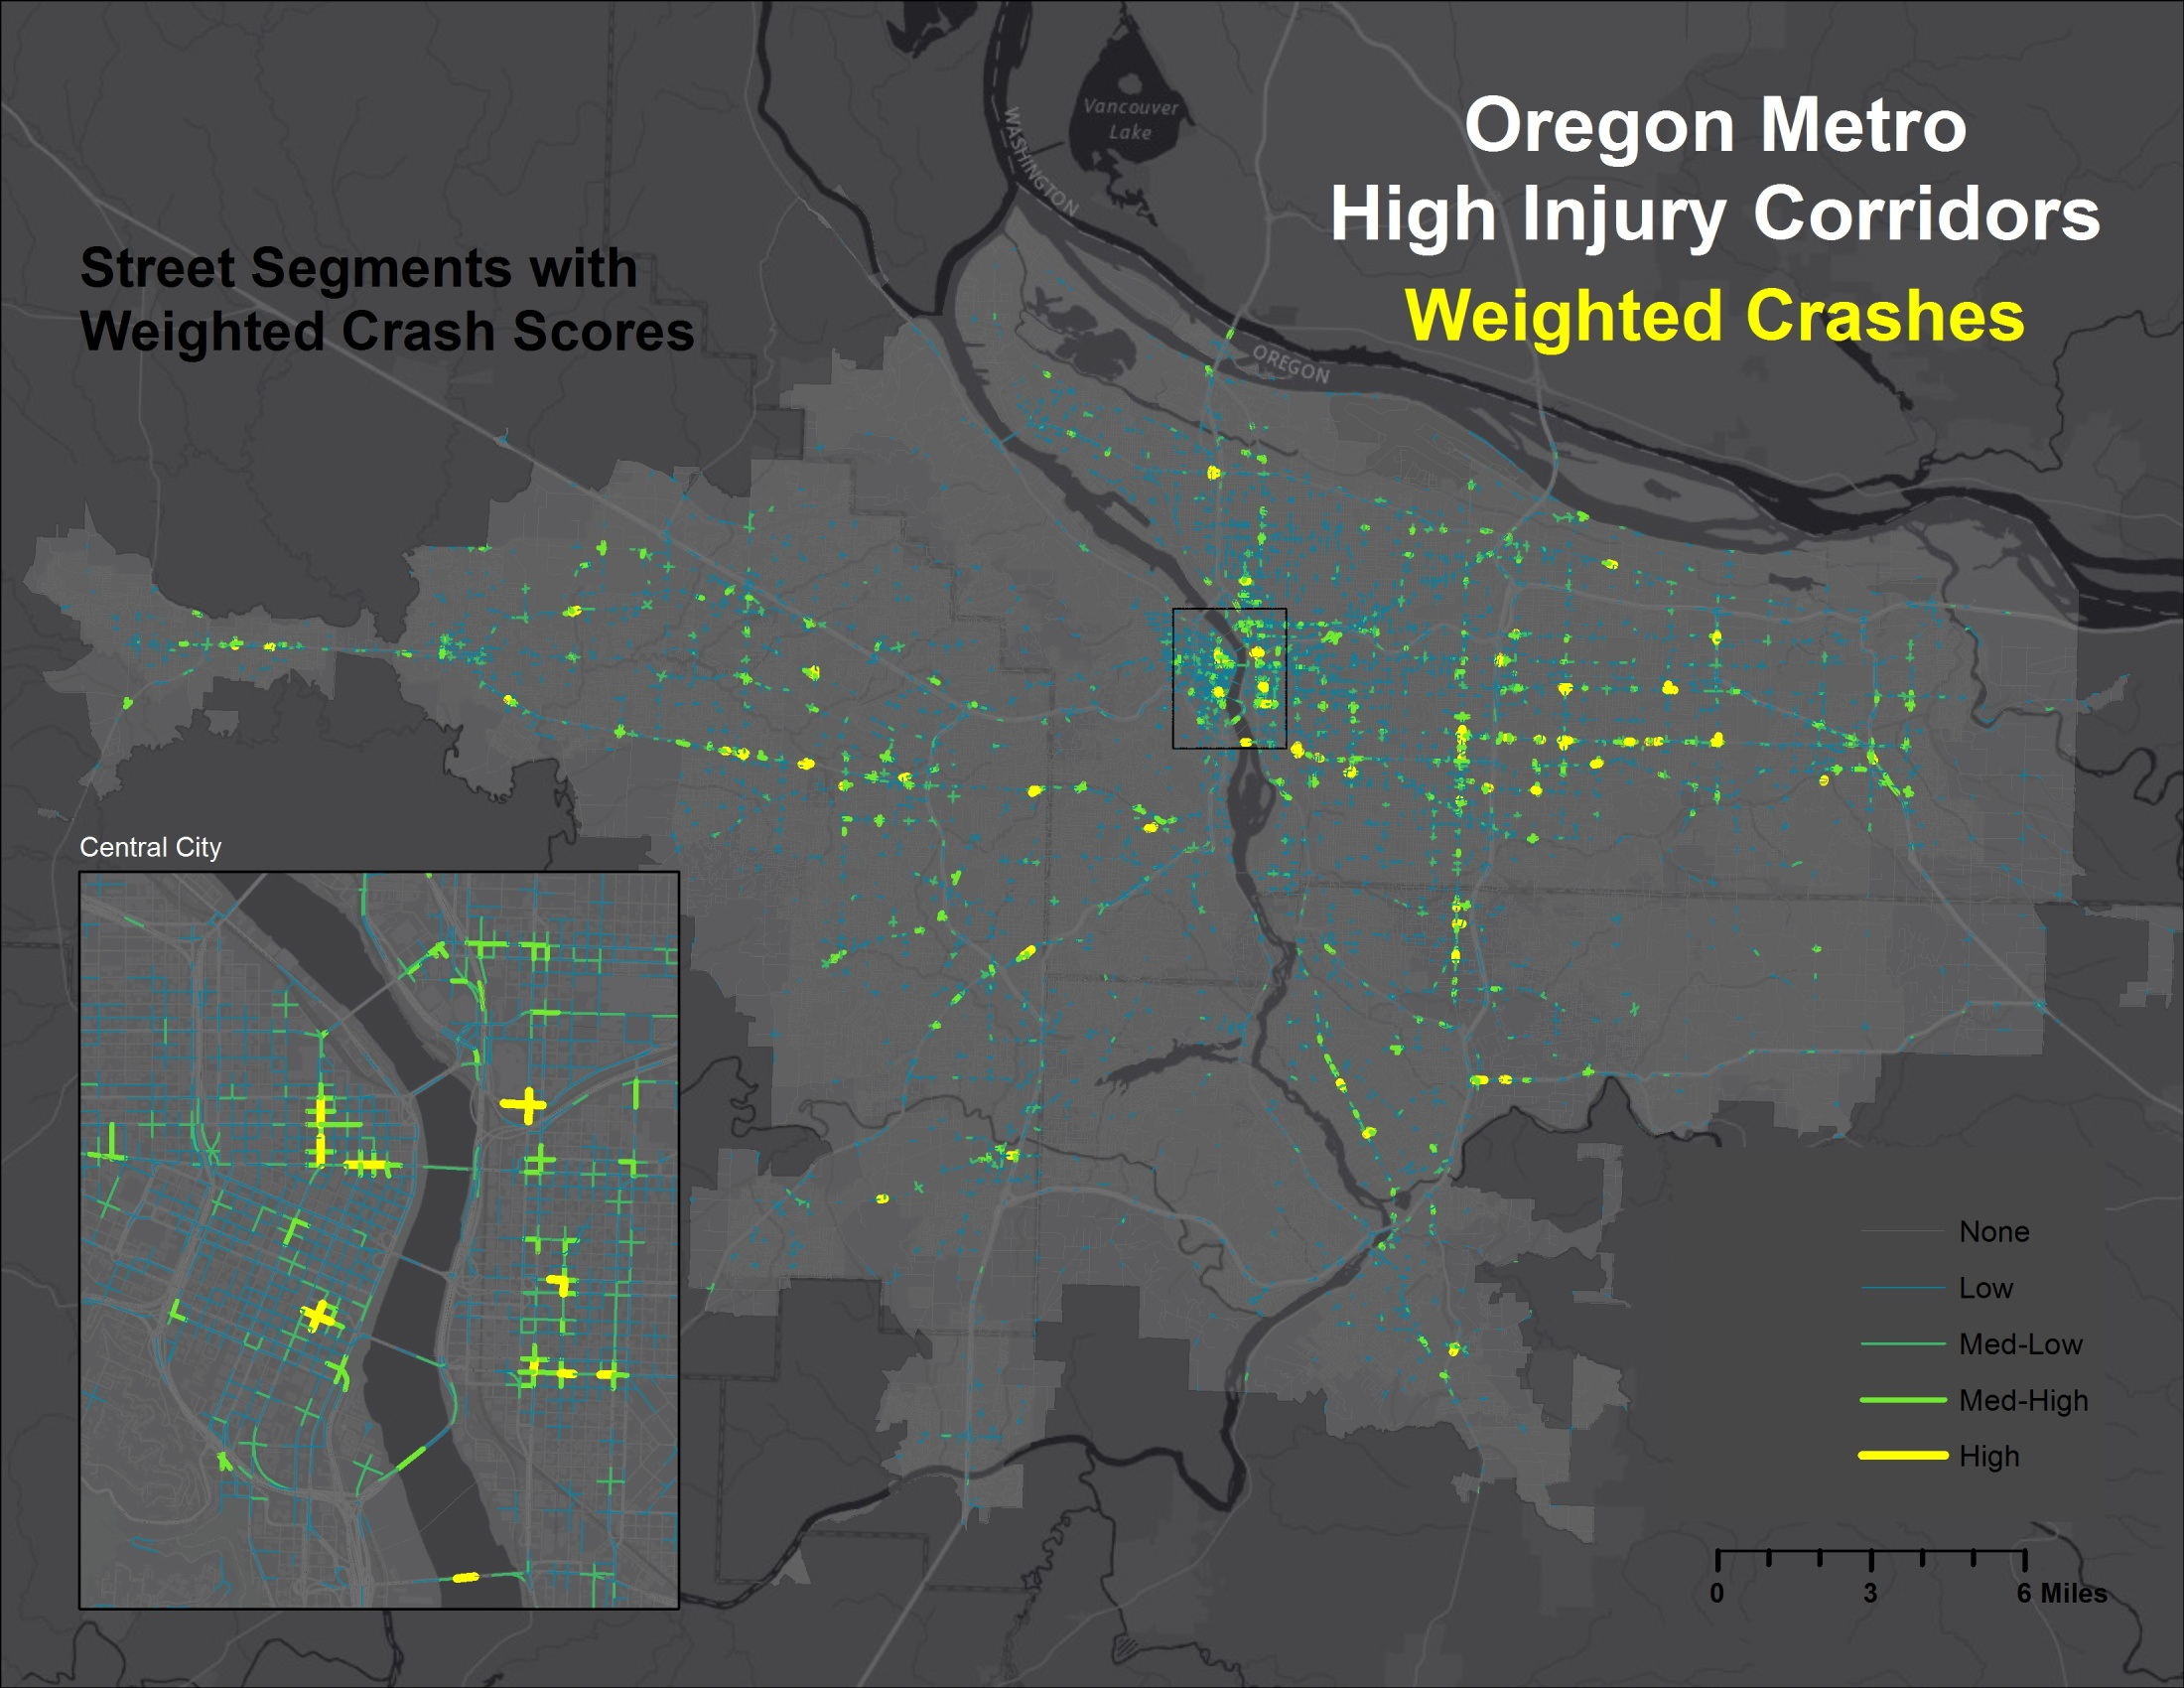 Oregon Metro
High Injury Corridors
Weighted Crashes
Street Segments with
Weighted Crash Scores
Vancouver
Lake
WASHINGTON
OREGON
Central City
None
Low
Med-Low
Med-High
High
0 3 6 Miles